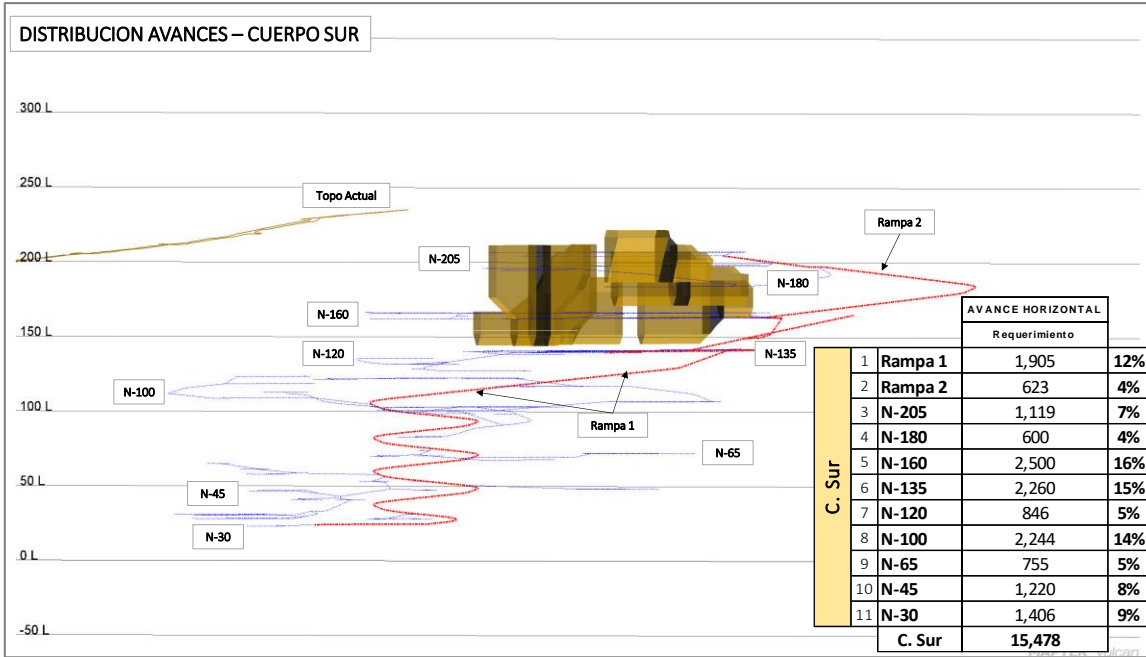 DISTRIBUCION AVANCES – CUERPO SUR
300 L
250 L
Topo Actual
Rampa 2
200 L
N-205
N-180
N-160
150 L
N-120
N-135
N-100
100 L
Rampa 1
N-65
50 L
N-45
N-30
0 L
-50 L
AVANCE HORIZONTAL
Requerimiento
C. Sur
1 Rampa 1 1,905 12%
2 Rampa 2 623 4%
3 N-205 1,119 7%
4 N-180 600 4%
5 N-160 2,500 16%
6 N-135 2,260 15%
7 N-120 846 5%
8 N-100 2,244 14%
9 N-65 755 5%
10 N-45 1,220 8%
11 N-30 1,406 9%
C. Sur 15,478